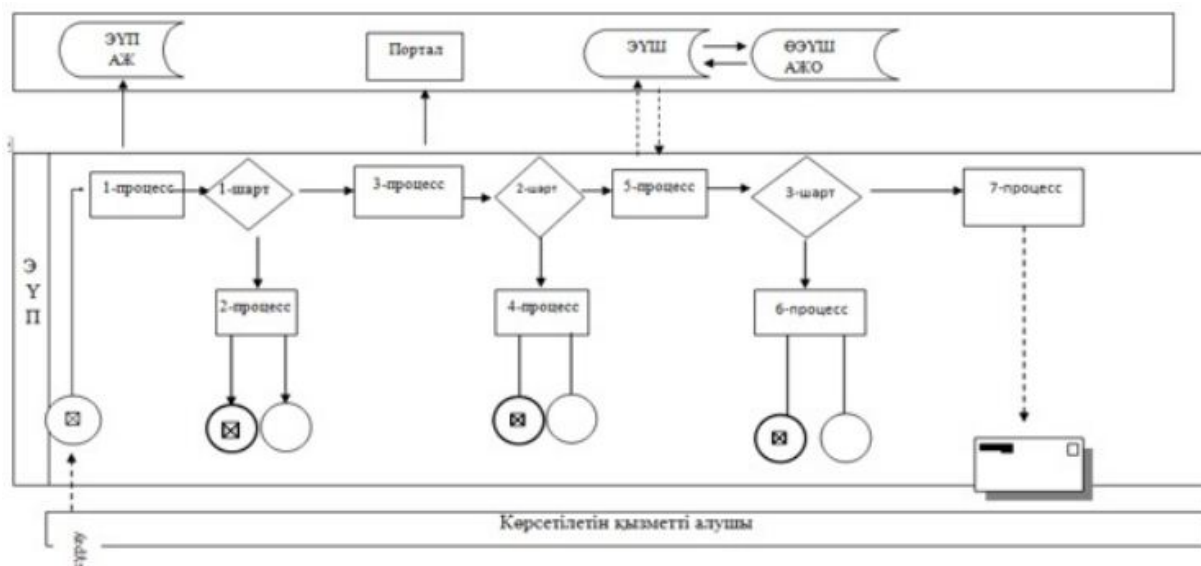 ЭҮП
АЖ
Портал
ЭҮШ
ӨЭҮШ
АЖО
1-процесс
1-шарт
3-процесс
2-шарт
5-процесс
3-шарт
7-процесс
Э
Ү
П
2-процесс
4-процесс
6-процесс
Көрсетілетін қызметті алушы